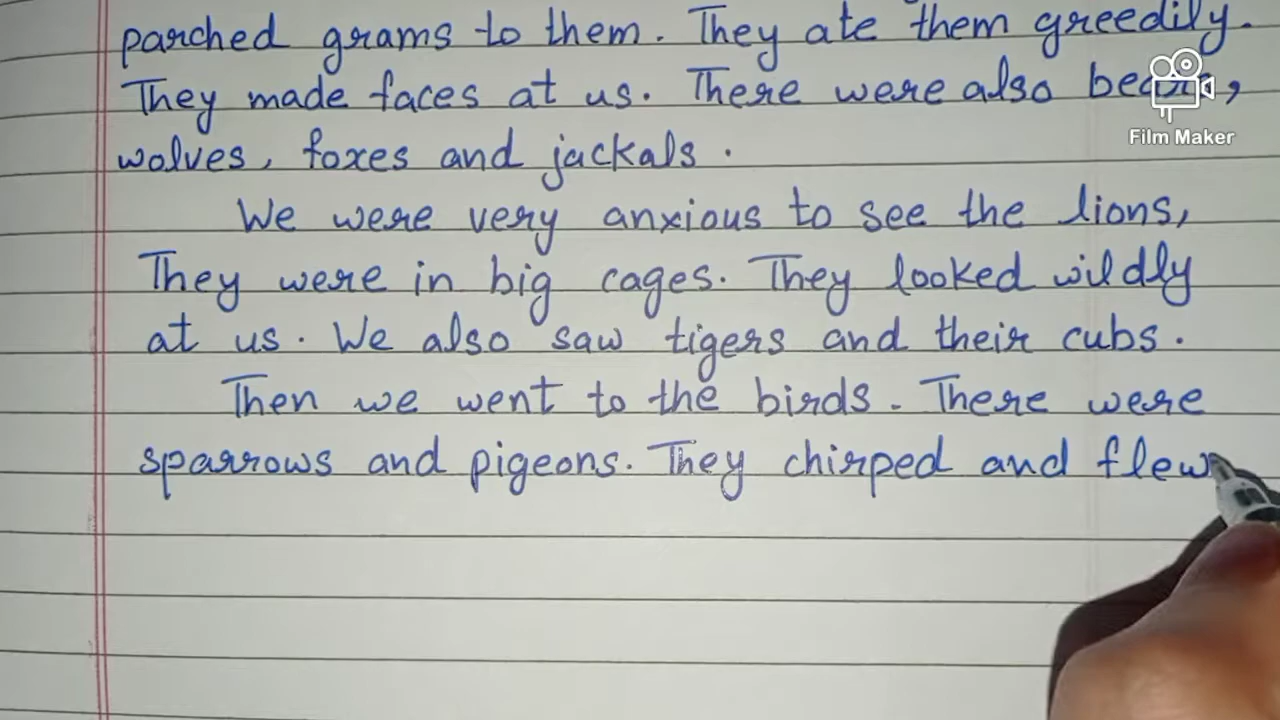 parched grams to them. They ate them greedily.
They made faces at us. There were also bears,
wolves, foxes and jackals.
We were very anxious to see the lions,
They were in big cages. They looked wildly
at us. We also saw tigers and their cubs.
Then we went to the birds. There were
sparrows and pigeons. They chirped and flew
Film Maker